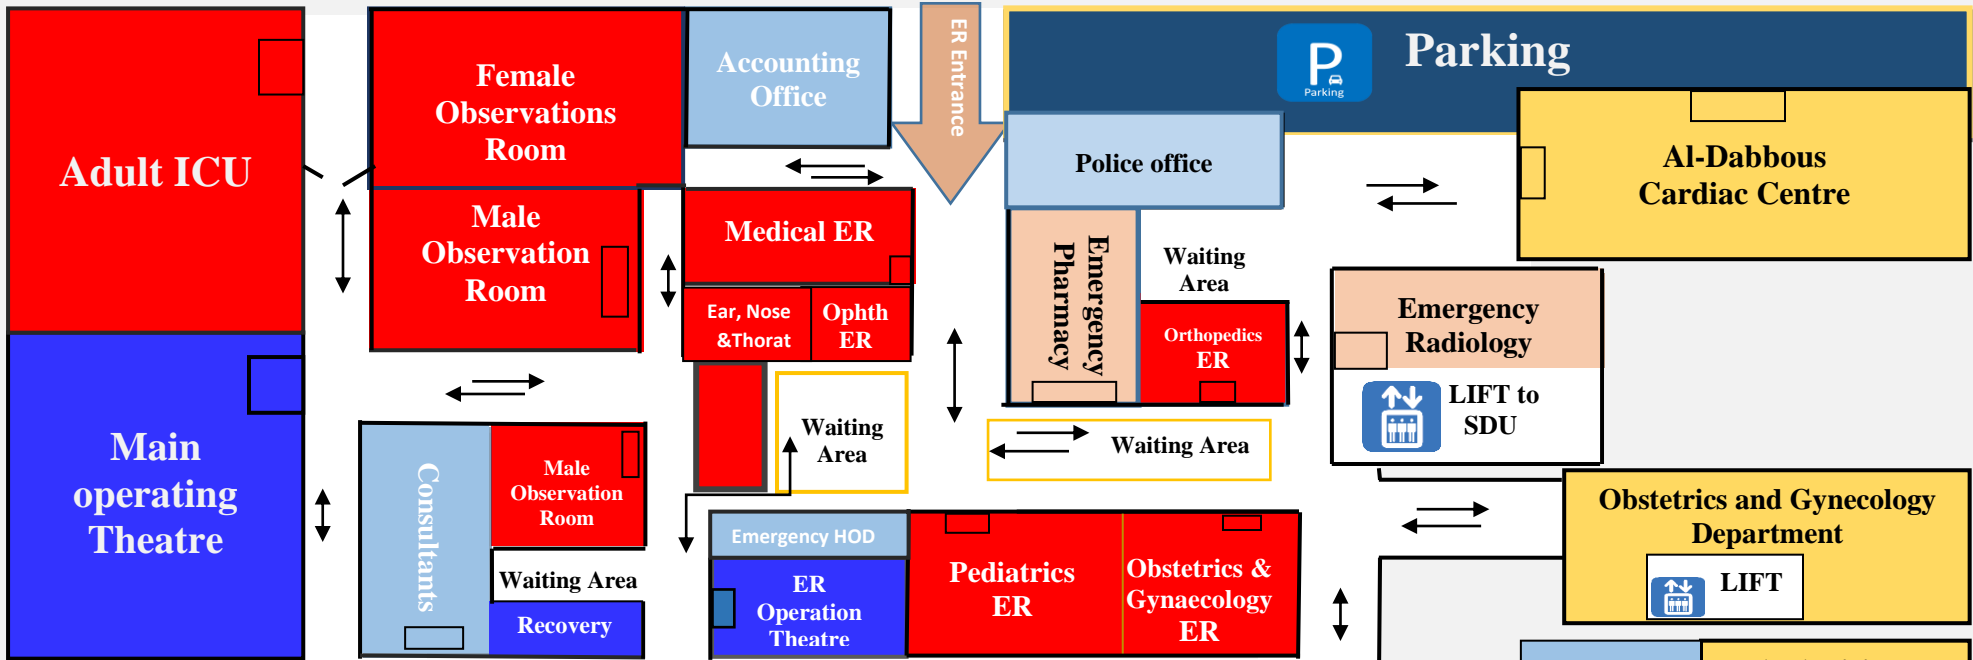 Adult ICU
Main
operating
Theatre
Female
Observations
Room
Accounting
Office
ER Entrance
Parking
Parking
Police office
Al-Dabbous
Cardiac Centre
Male
Observation
Room
Medical ER
Ear, Nose
&Thorat
Ophth
ER
Emergency
Pharmacy
Waiting
Area
Orthopedics
ER
Emergency
Radiology
LIFT to
SDU
Waiting
Area
Waiting Area
Consultants
Male
Observation
Room
Waiting Area
Recovery
Emergency HOD
ER
Operation
Theatre
Pediatrics
ER
Obstetrics &
Gynaecology
ER
Obstetrics and Gynecology
Department
LIFT